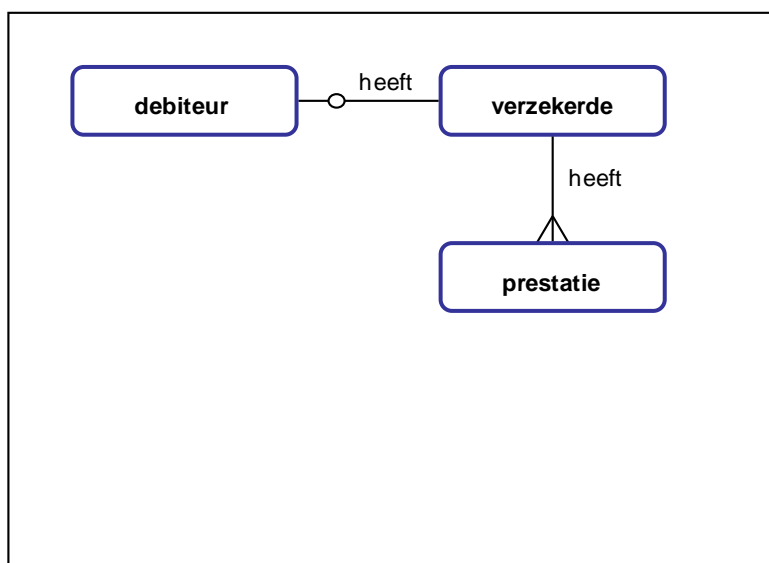 debiteur
heeft
verzekerde
heeft
prestatie